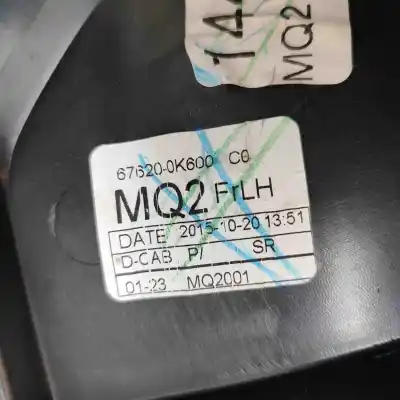 MQ2
67620-0K600 C0
MQ2 FrLH
DATE 2015-10-20 13:51
D-CAB P/ SR
01-23 MQ2001